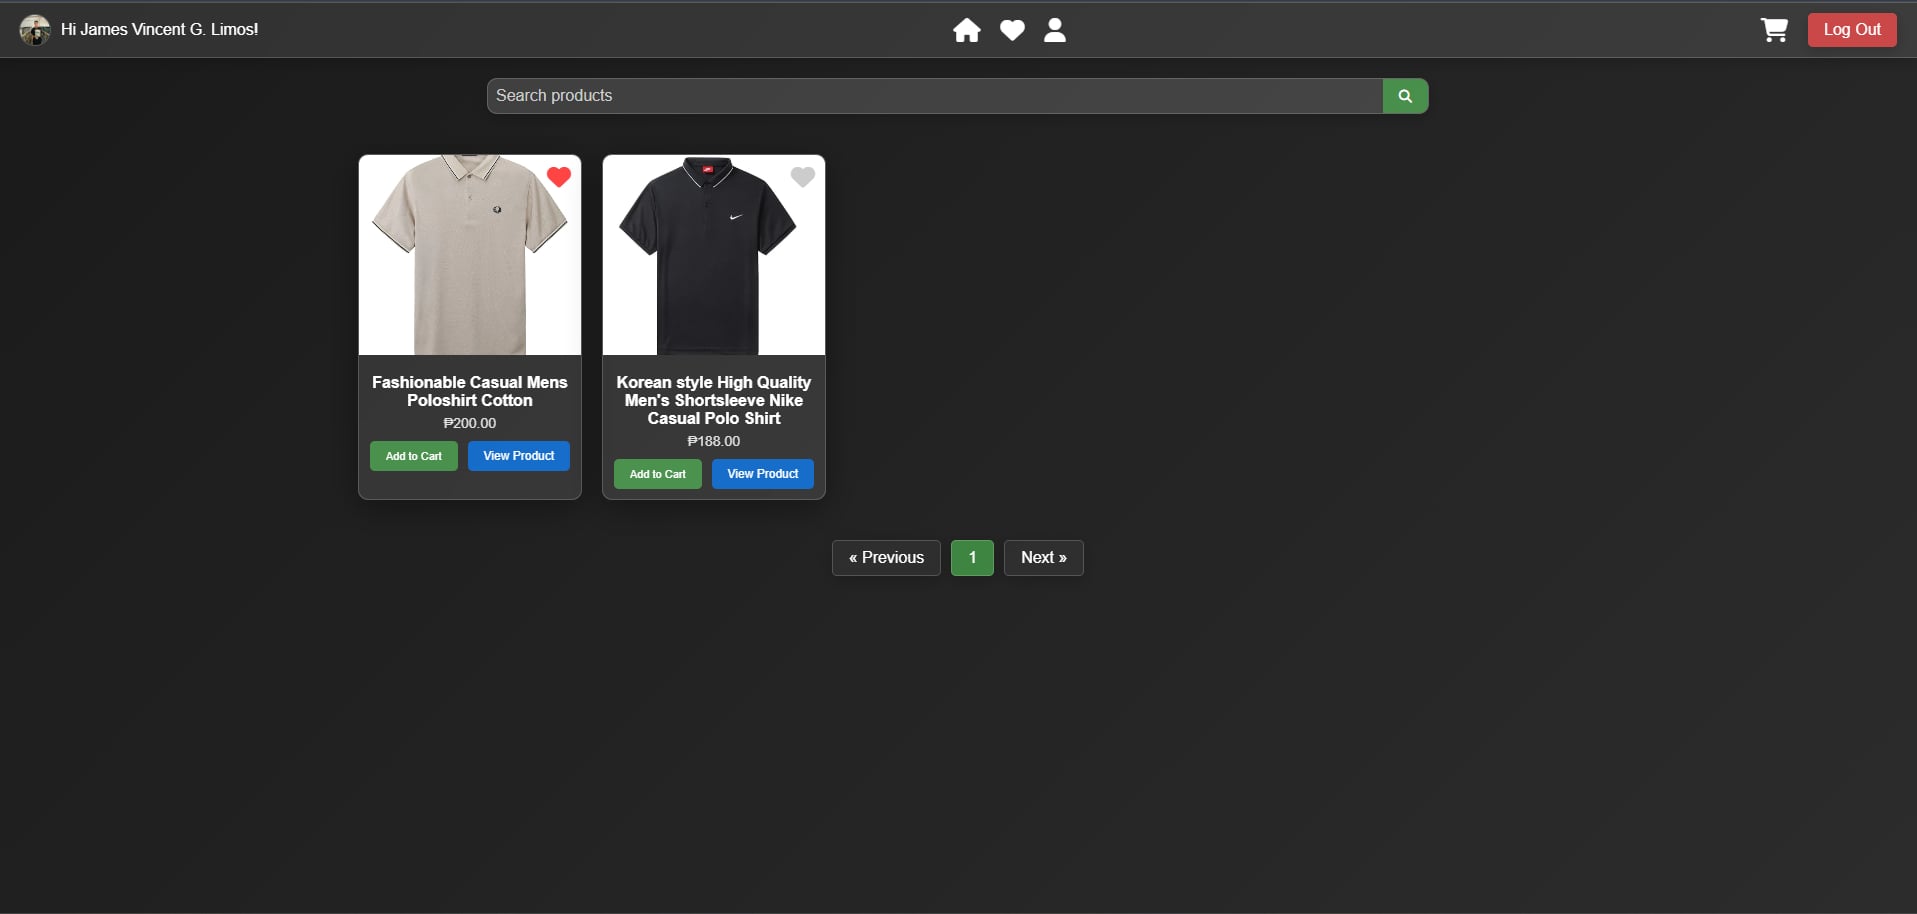 Hi James Vincent G. Limos!
Log Out
Search products
Fashionable Casual Mens
Poloshirt Cotton
₱200.00
Add to Cart
View Product
Korean style High Quality
Men's Shortsleeve Nike
Casual Polo Shirt
₱188.00
Add to Cart
View Product
« Previous
1
Next »